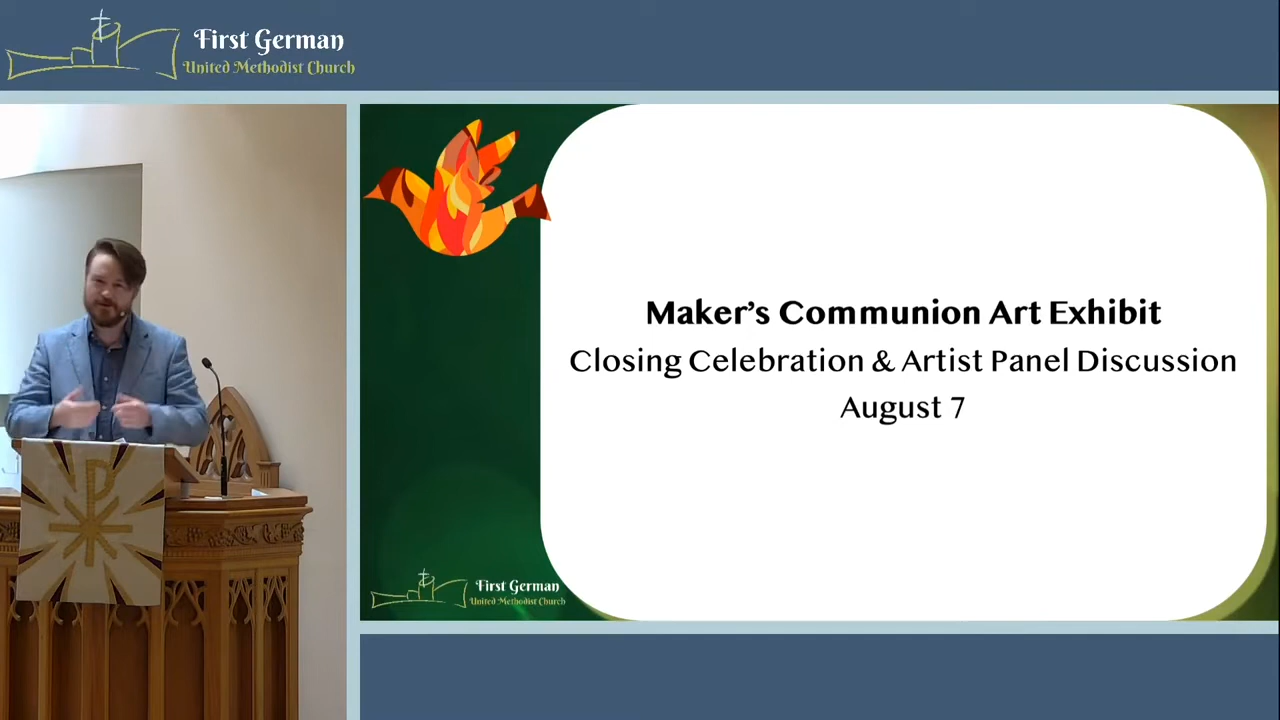 First German
United Methodist Church
Maker's Communion Art Exhibit
Closing Celebration & Artist Panel Discussion
August 7
First German
United Methodist Church